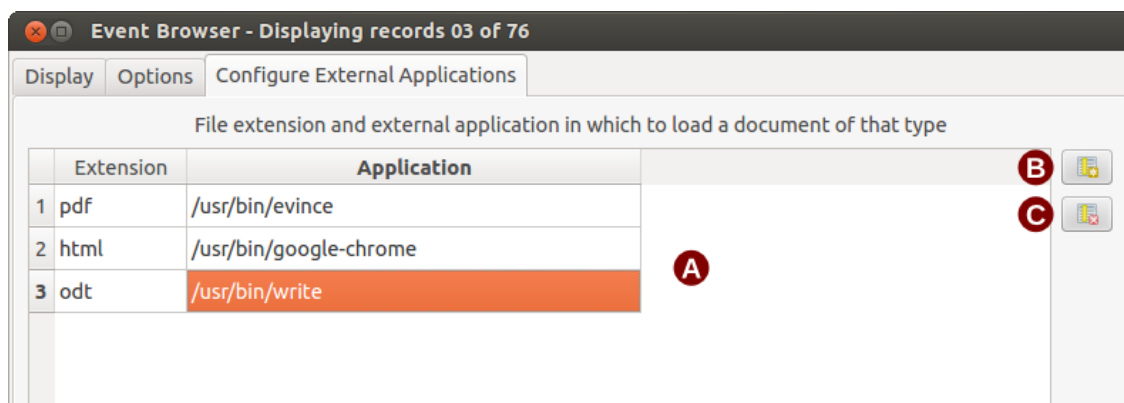 Event Browser - Displaying records 03 of 76
Display Options Configure External Applications
File extension and external application in which to load a document of that type
Extension Application B
1 pdf /usr/bin/evince C
2 html /usr/bin/google-chrome A
3 odt /usr/bin/write